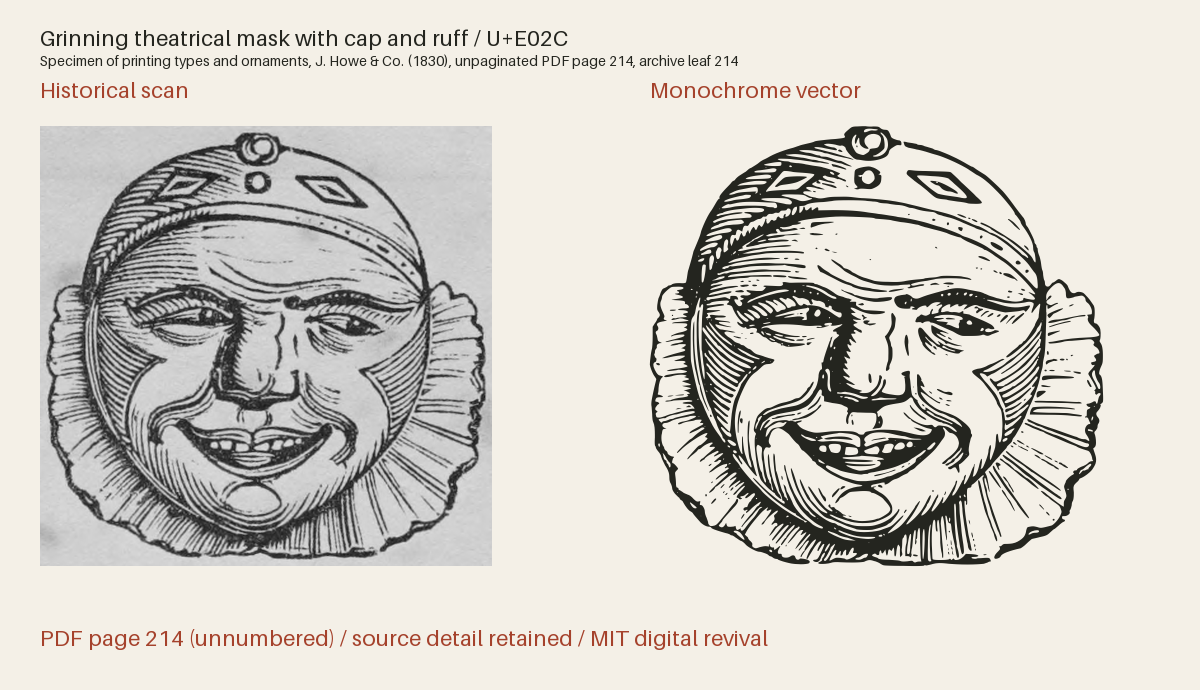 Grinning theatrical mask with cap and ruff / U+E02C
Specimen of printing types and ornaments, J. Howe & Co. (1830), unpaginated PDF page 214, archive leaf 214
Historical scan
Monochrome vector
PDF page 214 (unnumbered) / source detail retained / MIT digital revival